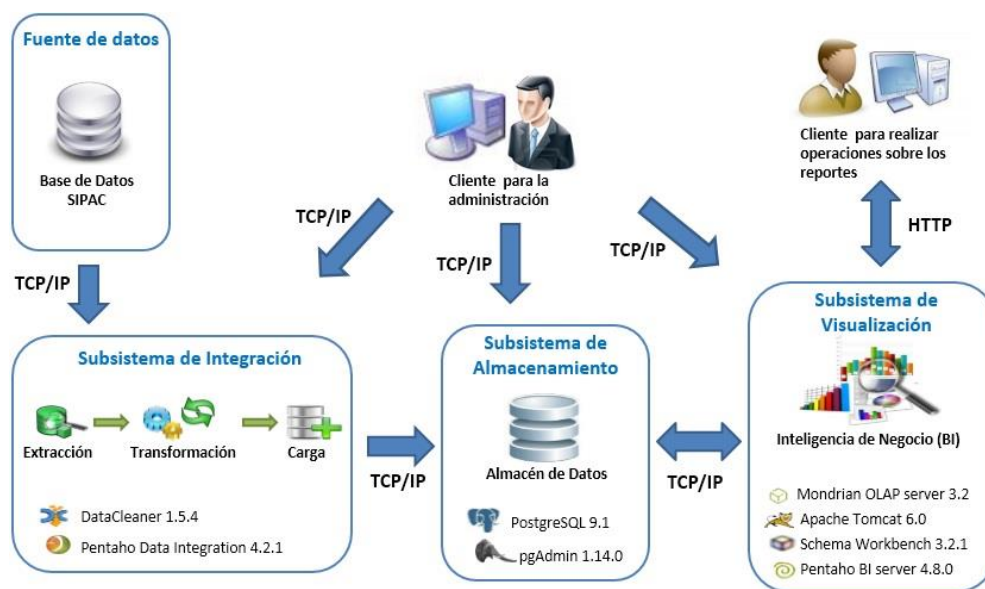 Fuente de datos
Base de Datos
SIPAC
TCP/IP
Cliente para la
administración
TCP/IP
TCP/IP
TCP/IP
Cliente para realizar
operaciones sobre los
reportes
HTTP
Subsistema de Integración
Extracción
Transformación
Carga
DataCleaner 1.5.4
Pentaho Data Integration 4.2.1
TCP/IP
Subsistema de
Almacenamiento
Almacén de Datos
PostgreSQL 9.1
pgAdmin 1.14.0
TCP/IP
Subsistema de
Visualización
Inteligencia de Negocio (BI)
Mondrian OLAP server 3.2
Apache Tomcat 6.0
Schema Workbench 3.2.1
Pentaho BI server 4.8.0